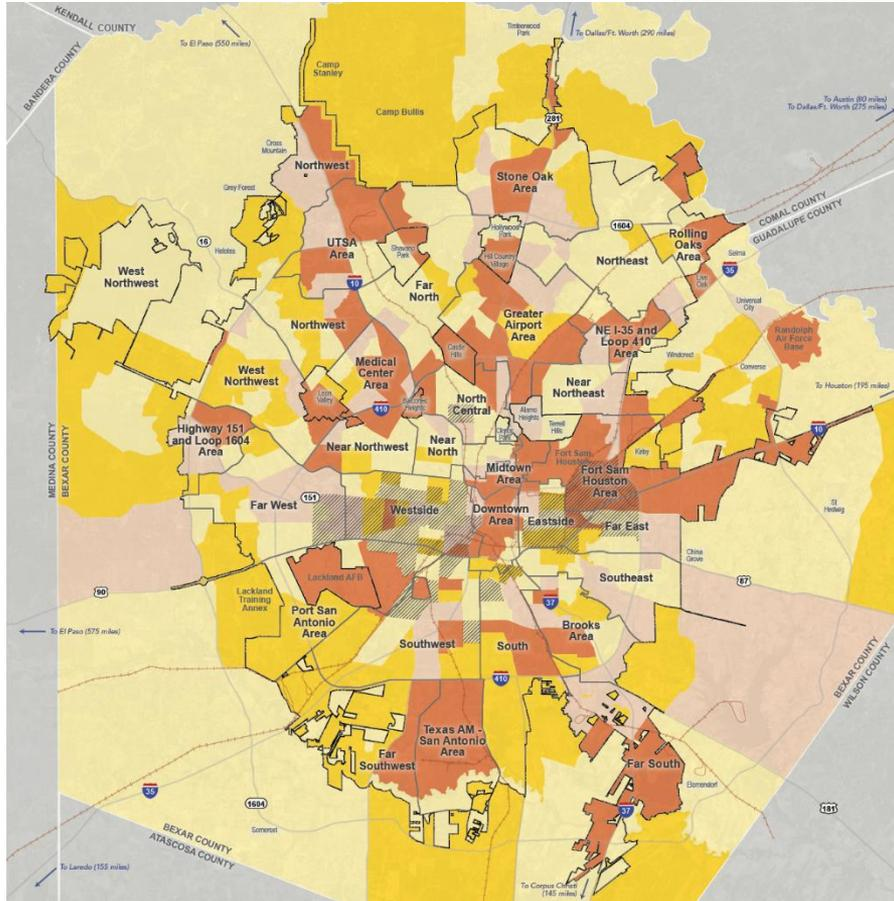 KENDALL COUNTY
BANDERA COUNTY
To El Paso (550 miles)
Timberwood
Park
To Dallas/Ft. Worth (290 miles)
Camp
Stanley
Camp Bullis
To Austin (80 miles)
To Dallas/Ft. Worth (275 miles)
281
Cross
Mountain
Northwest
Grey Forest
Stone Oak
Area
COMAL COUNTY
GUADALUPE COUNTY
1604
Hollywood
Park
Rolling
Oaks Area
16
Helotes
UTSA
Area
Shavano
Park
Hill Country
Village
Selma
West
Northwest
Far
North
Northeast
35
Live
Oak
10
Universal
City
Northwest
Greater
Airport
Area
NE I-35 and
Loop 410
Area
Randolph
Air Force
Base
Castle
Hills
Windcrest
West
Northwest
Medical
Center
Area
Converse
Near
Northeast
To Houston (195 miles)
Leon
Valley
410
Balcones
Heights
North
Central
Alamo
Heights
Highway 151
and Loop 1604
Area
Olmos
Park
Terrell
Hills
10
Near Northwest
Near
North
Fort Sam
Houston
Kirby
MEDINA COUNTY
BEXAR COUNTY
Midtown
Area
Fort Sam
Houston
Area
Far West
151
Westside
Downtown
Area
Eastside
Far East
St
Hedwig
China
Grove
Lackland AFB
Southeast
87
90
Lackland
Training
Annex
Port San
Antonio
Area
37
To El Paso (575 miles)
Brooks
Area
Southwest
South
410
BEXAR COUNTY
WILSON COUNTY
Texas AM -
San Antonio
Area
Far
Southwest
Far South
Elmendorf
35
1604
37
181
Somerset
BEXAR COUNTY
ATASCOSA COUNTY
To Laredo (155 miles)
To Corpus Christi
(145 miles)